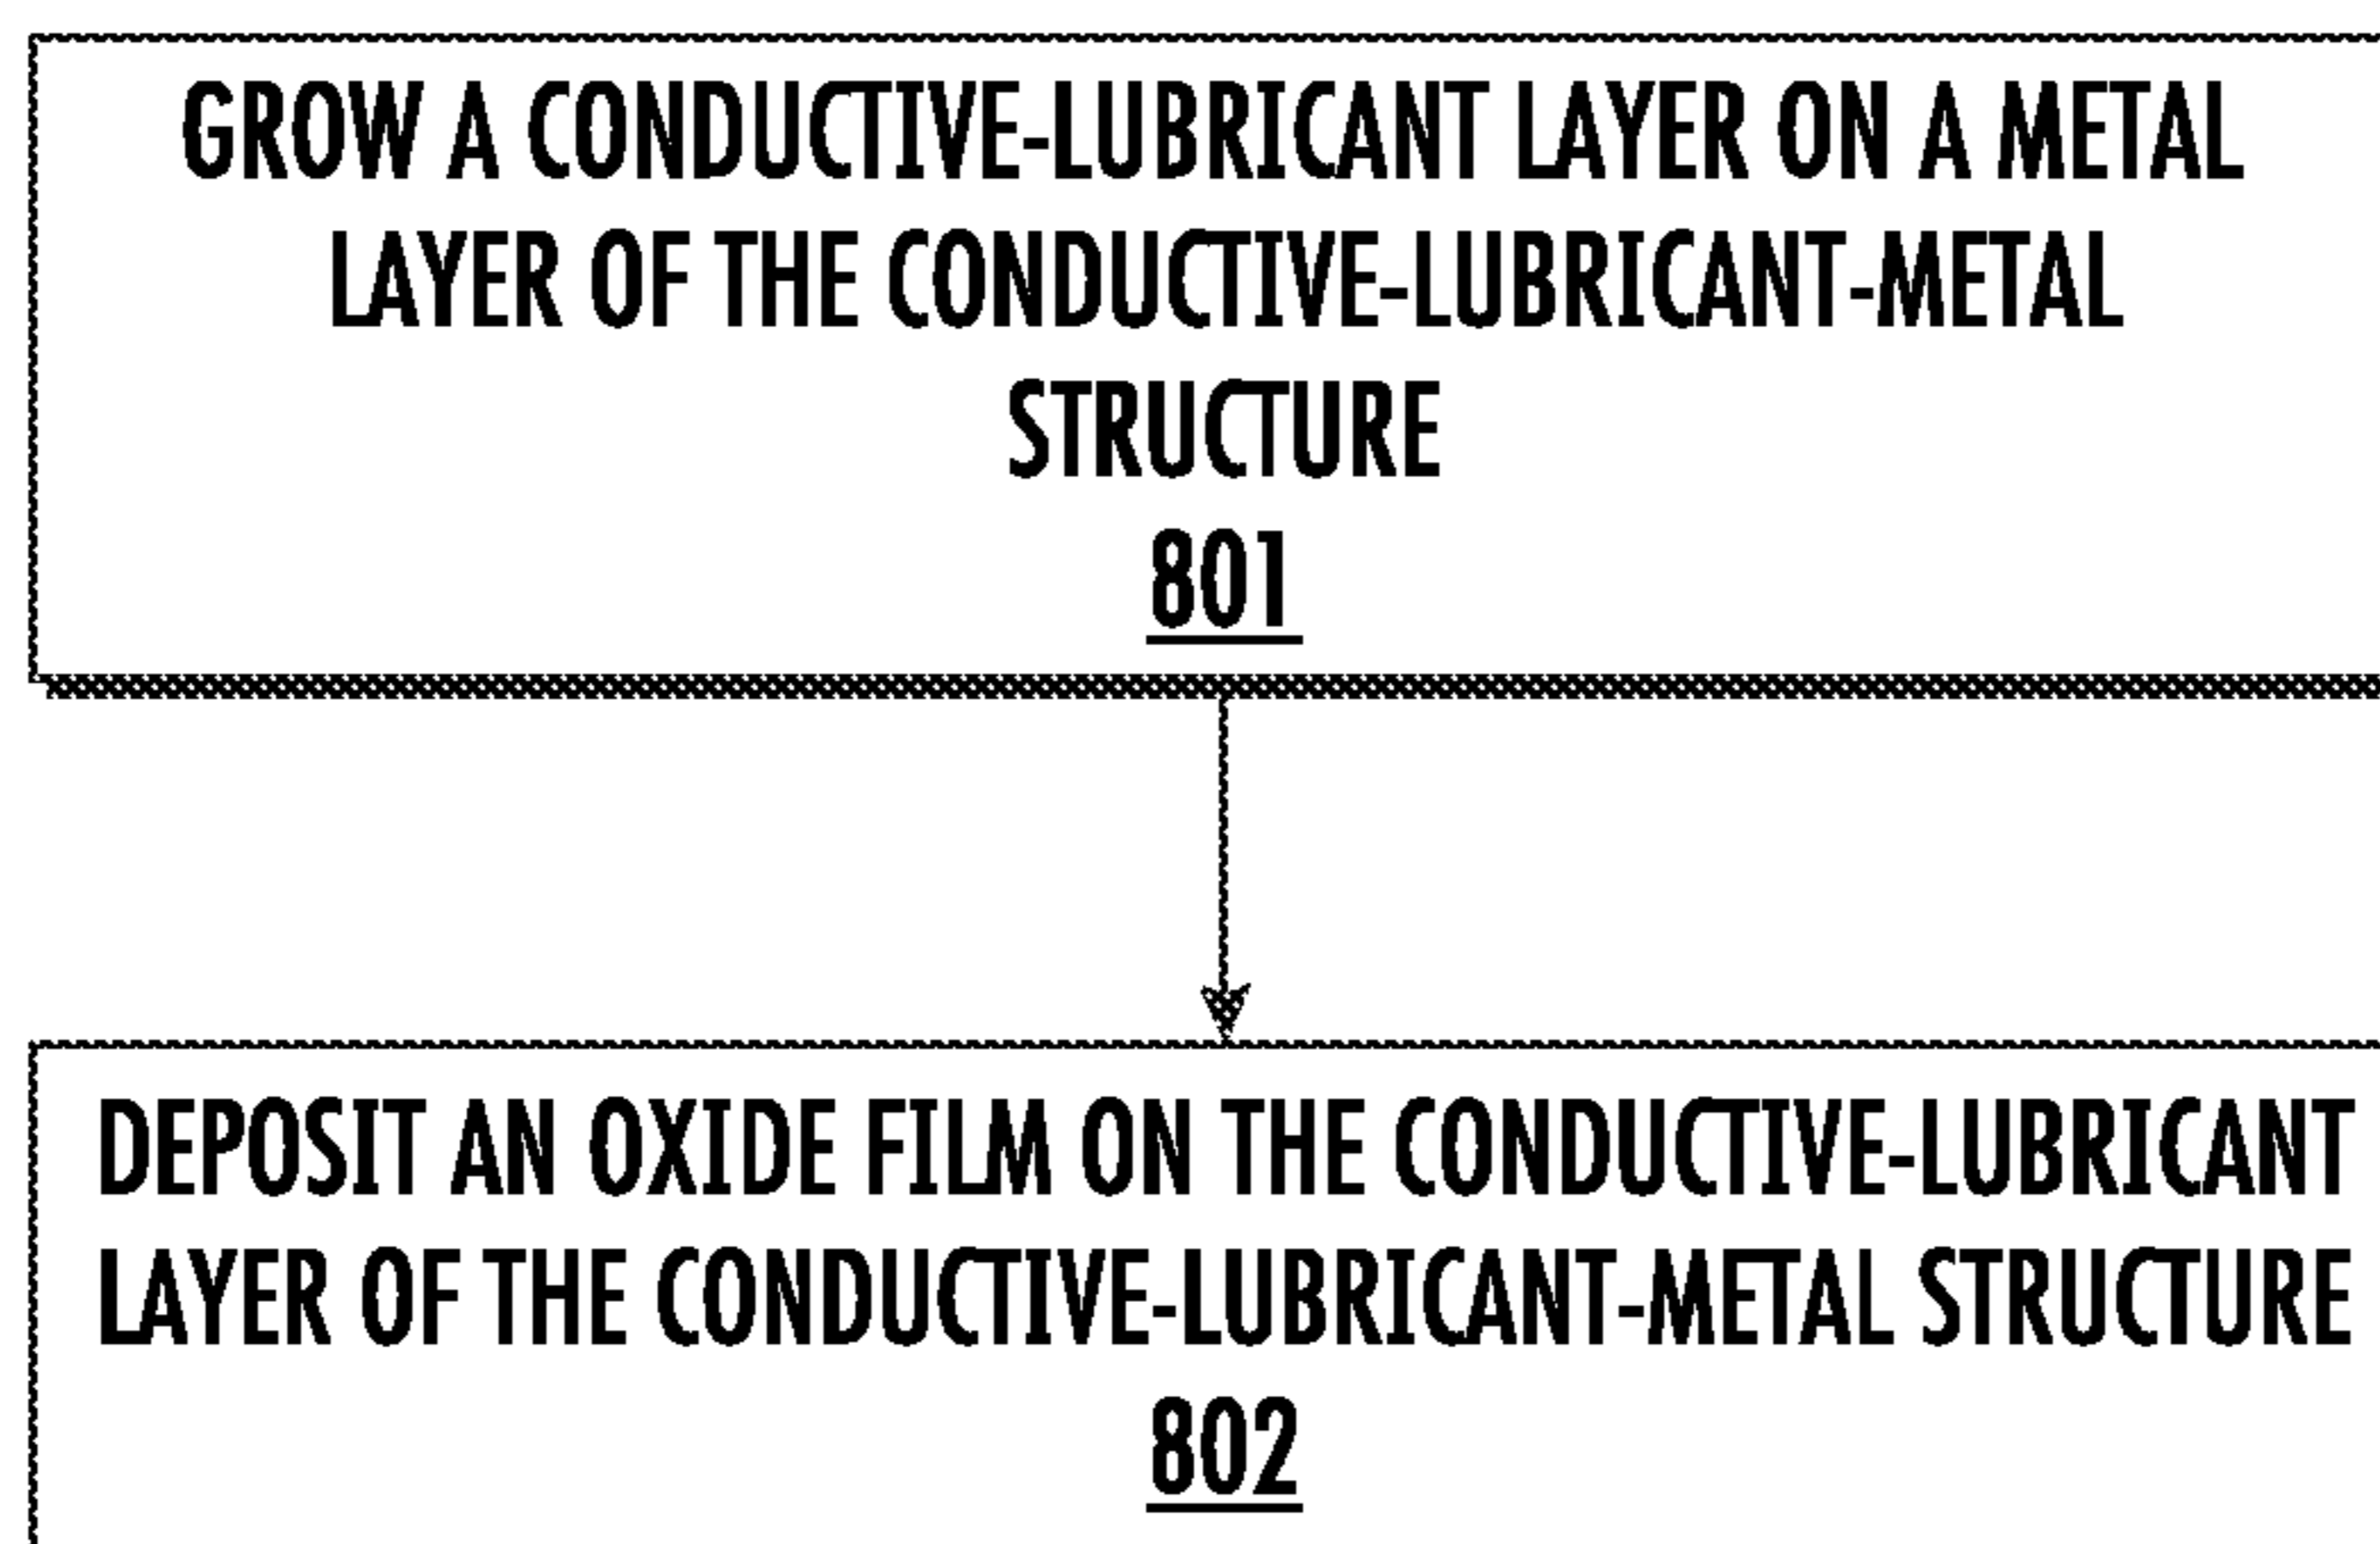 GROW A CONDUCTIVE-LUBRICANT LAYER ON A METAL
LAYER OF THE CONDUCTIVE-LUBRICANT-METAL
STRUCTURE
801
DEPOSIT AN OXIDE FILM ON THE CONDUCTIVE-LUBRICANT
LAYER OF THE CONDUCTIVE-LUBRICANT-METAL STRUCTURE
802